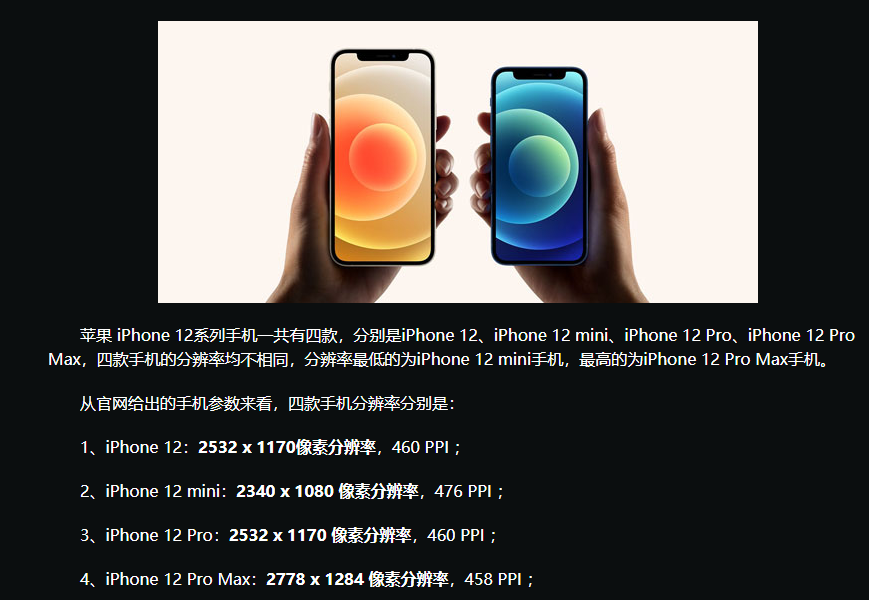 苹果 iPhone 12系列手机一共有四款，分别是iPhone 12、iPhone 12 mini、iPhone 12 Pro、iPhone 12 Pro
Max，四款手机的分辨率均不相同，分辨率最低的为iPhone 12 mini手机，最高的为iPhone 12 Pro Max手机。
从官网给出的手机参数来看，四款手机分辨率分别是：
1、iPhone 12：2532 x 1170像素分辨率，460 PPI；
2、iPhone 12 mini：2340 x 1080 像素分辨率，476 PPI；
3、iPhone 12 Pro：2532 x 1170 像素分辨率，460 PPI；
4、iPhone 12 Pro Max：2778 x 1284 像素分辨率，458 PPI；